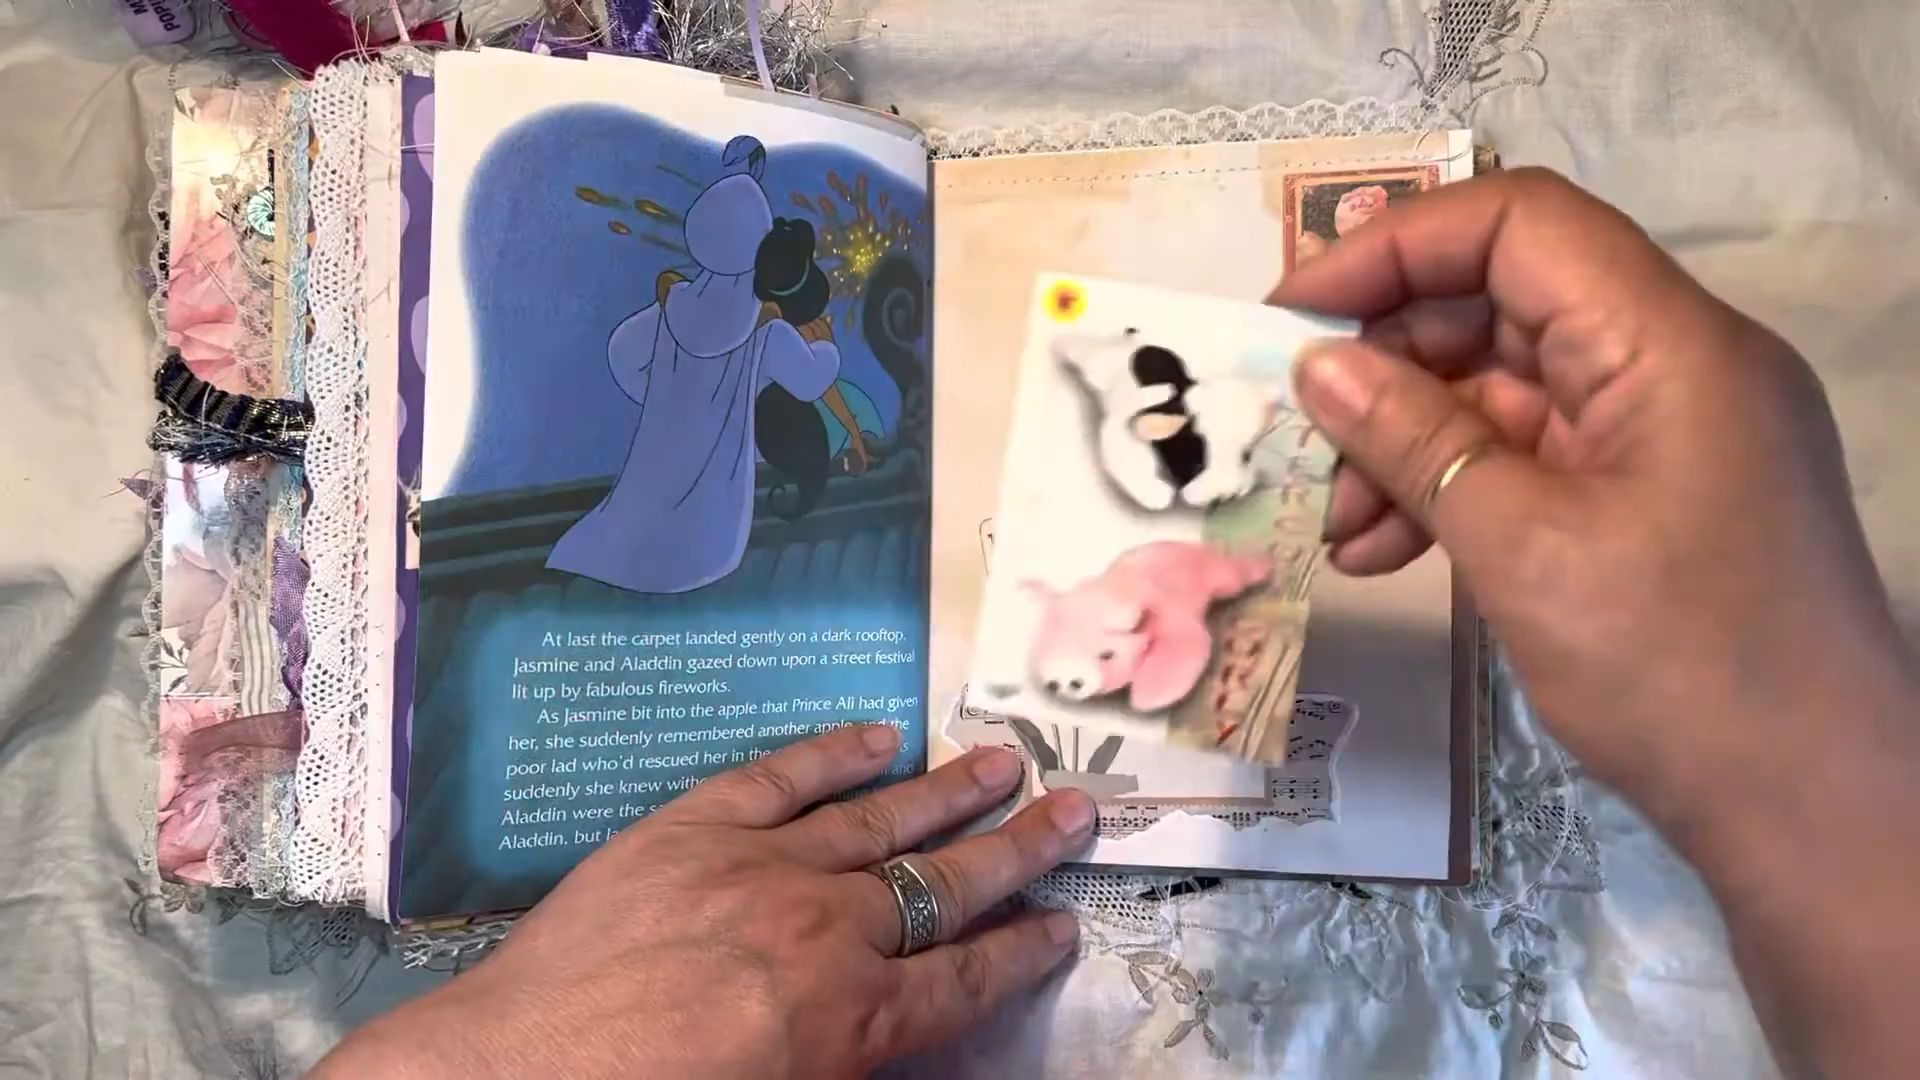 At last the carpet landed gently on a dark rooftop.
Jasmine and Aladdin gazed down upon a street festival
lit up by fabulous fireworks.
As Jasmine bit into the apple that Prince Ali had given
her, she suddenly remembered another apple, and the
poor lad who'd rescued her in the
suddenly she knew
Aladdin were the
Aladdin, but